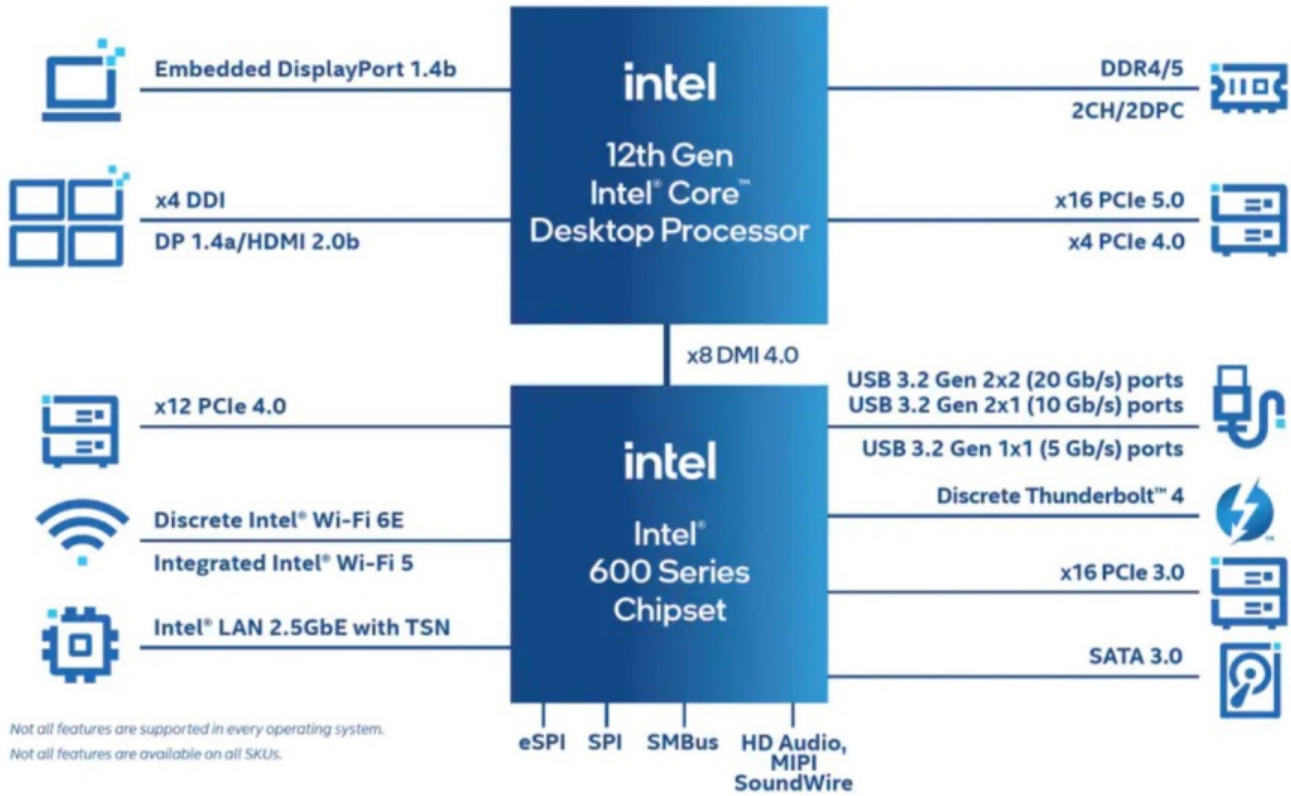 Embedded DisplayPort 1.4b
x4 DDI
DP 1.4a/HDMI 2.0b
intel
12th Gen
Intel® Core™
Desktop Processor
DDR4/5
2CH/2DPC
x16 PCIe 5.0
x4 PCIe 4.0
x8 DMI 4.0
x12 PCIe 4.0
Discrete Intel® Wi-Fi 6E
Integrated Intel® Wi-Fi 5
Intel® LAN 2.5GbE with TSN
intel
Intel®
600 Series
Chipset
USB 3.2 Gen 2x2 (20 Gb/s) ports
USB 3.2 Gen 2x1 (10 Gb/s) ports
USB 3.2 Gen 1x1 (5 Gb/s) ports
Discrete Thunderbolt™ 4
x16 PCIe 3.0
SATA 3.0
eSPI
SPI
SMBus
HD Audio,
MIPI
SoundWire
Not all features are supported in every operating system.
Not all features are available on all SKUs.